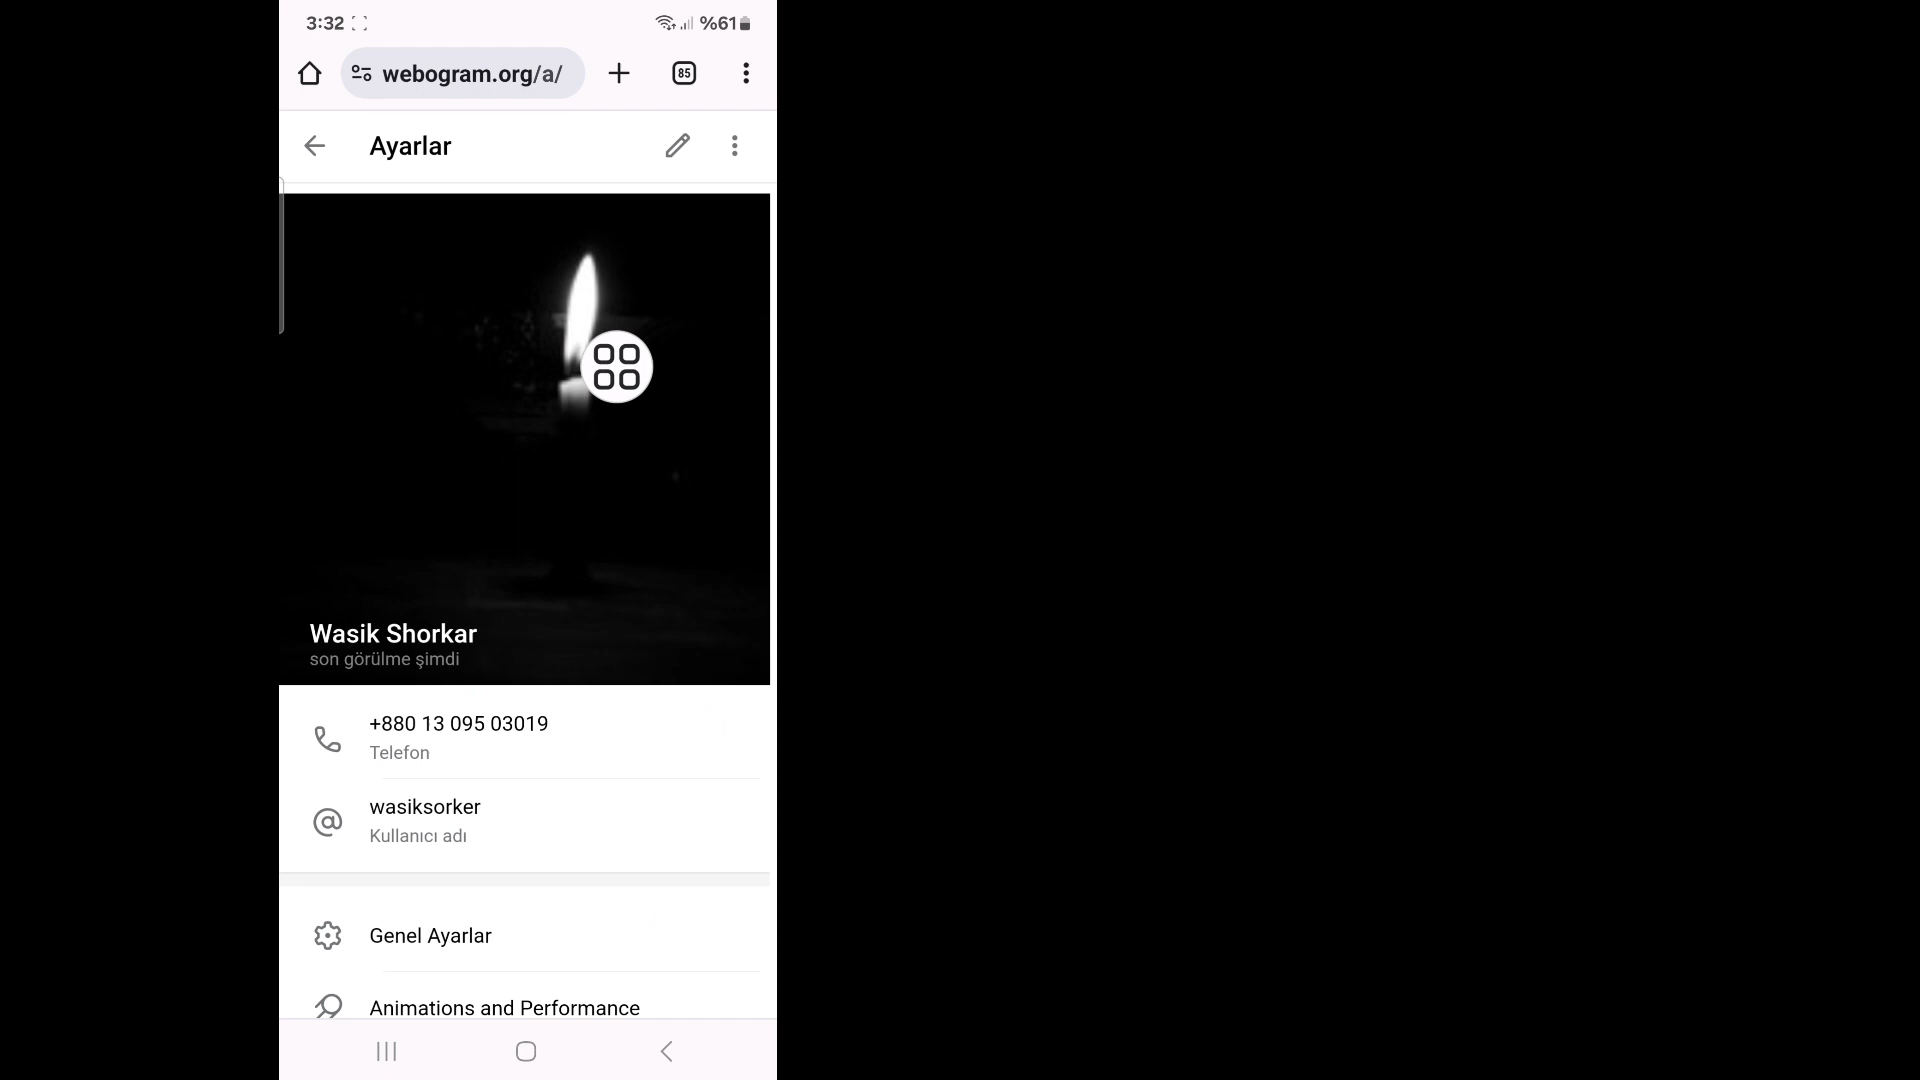 3:32 %61
webogram.org/a/ 85
Ayarlar
Wasik Shorkar
son görülme şimdi
+880 13 095 03019
Telefon
wasiksorker
Kullanıcı adı
Genel Ayarlar
Animations and Performance